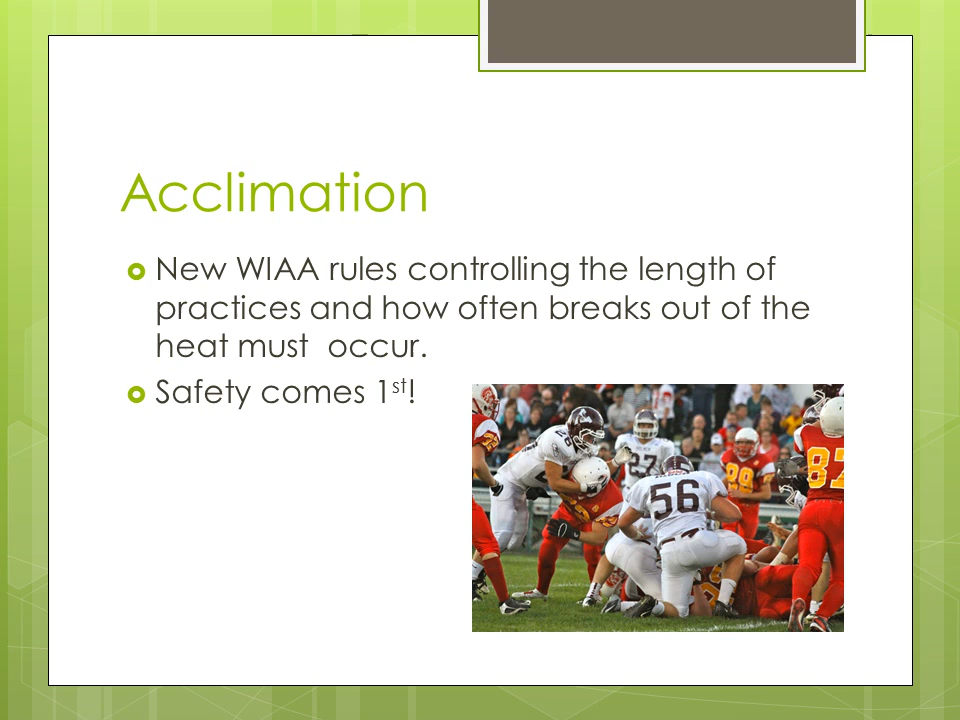 Acclimation
New WIAA rules controlling the length of
practices and how often breaks out of the
heat must  occur.
Safety comes 1st!
27
56
99
87